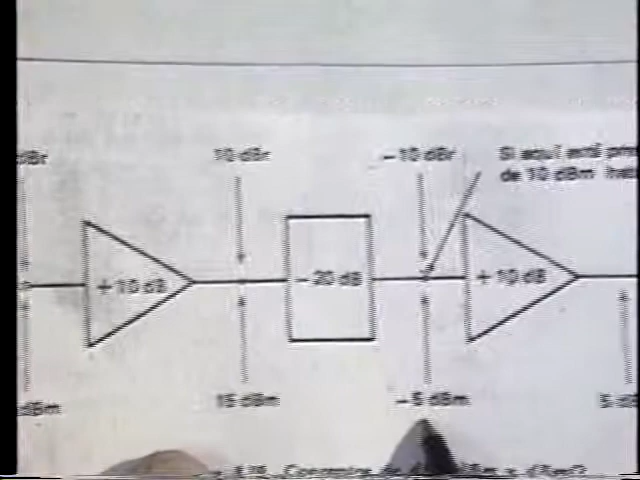 dBr 10 dBr −10 dBr Si aquí está
de 10 dBm
+10 dB −20 dB +10 dB
dBm 15 dBm −5 dBm 5 d